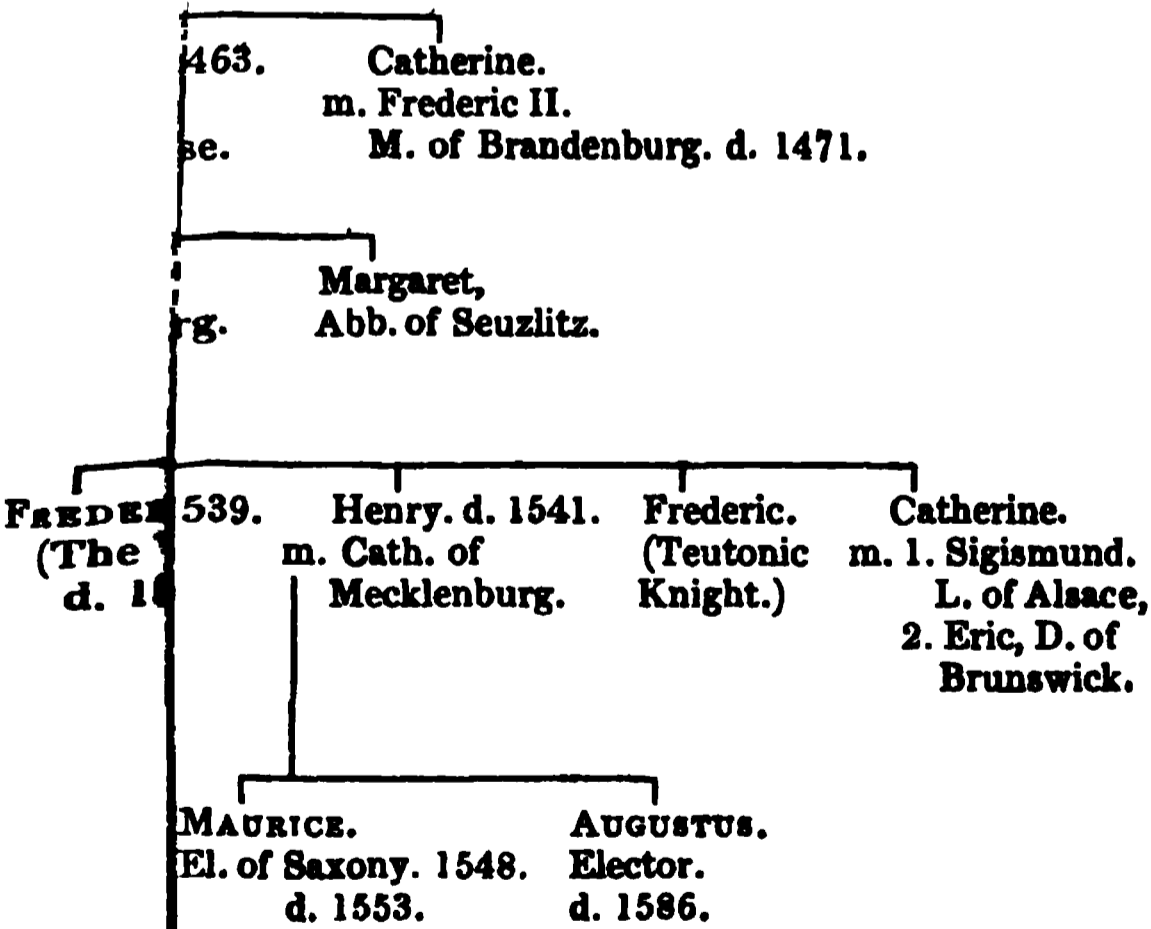 463. Catherine.
m. Frederic II.
se. M. of Brandenburg. d. 1471.
Margaret,
rg. Abb. of Seuzlitz.
539. Henry. d. 1541. Frederic. Catherine.
(The m. Cath. of (Teutonic m. 1. Sigismund.
d. Mecklenburg. Knight.) L. of Alsace,
2. Eric, D. of
Brunswick.
MAURICE. AUGUSTUS.
El. of Saxony. 1548. Elector.
d. 1553. d. 1586.